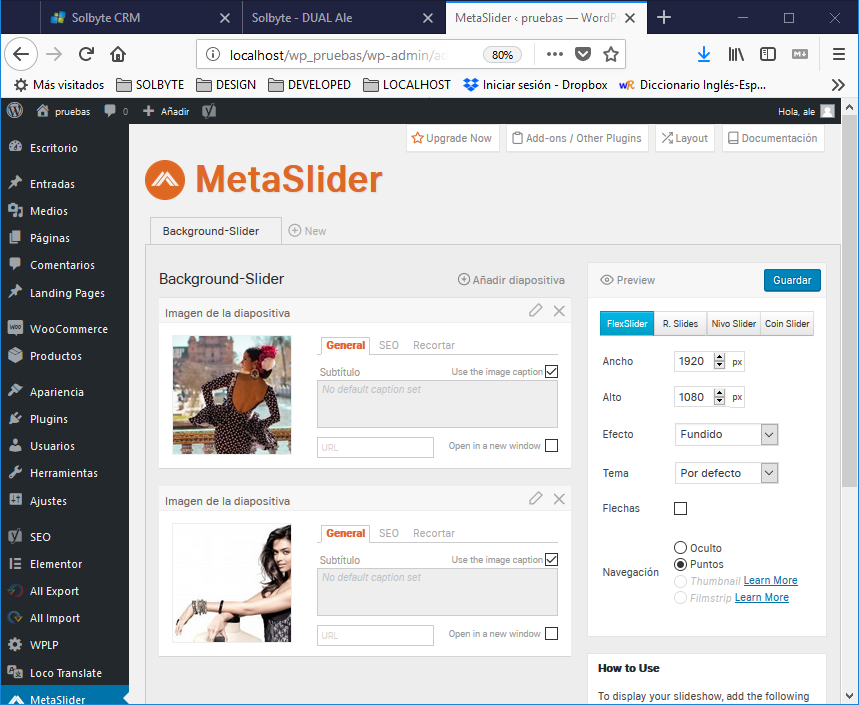 Solbyte CRM
Solbyte - DUAL Ale
MetaSlider ‹ pruebas — WordP
localhost/wp_pruebas/wp-admin/ad
80%
Más visitados
SOLBYTE
DESIGN
DEVELOPED
LOCALHOST
Iniciar sesión - Dropbox
wR
Diccionario Inglés-Esp...
pruebas
0
Añadir
Hola, ale
Escritorio
Entradas
Medios
Páginas
Comentarios
Landing Pages
WooCommerce
Productos
Apariencia
Plugins
Usuarios
Herramientas
Ajustes
SEO
Elementor
All Export
All Import
WPLP
Loco Translate
MetaSlider
Upgrade Now
Add-ons / Other Plugins
Layout
Documentación
MetaSlider
Background-Slider
New
Background-Slider
Añadir diapositiva
Imagen de la diapositiva
General SEO Recortar
Subtítulo
Use the image caption
No default caption set
URL
Open in a new window
Imagen de la diapositiva
General SEO Recortar
Subtítulo
Use the image caption
No default caption set
URL
Open in a new window
Preview
Guardar
FlexSlider
R. Slides
Nivo Slider
Coin Slider
Ancho
1920
px
Alto
1080
px
Efecto
Fundido
Tema
Por defecto
Flechas
Navegación
Oculto
Puntos
Thumbnail Learn More
Filmstrip Learn More
How to Use
To display your slideshow, add the following